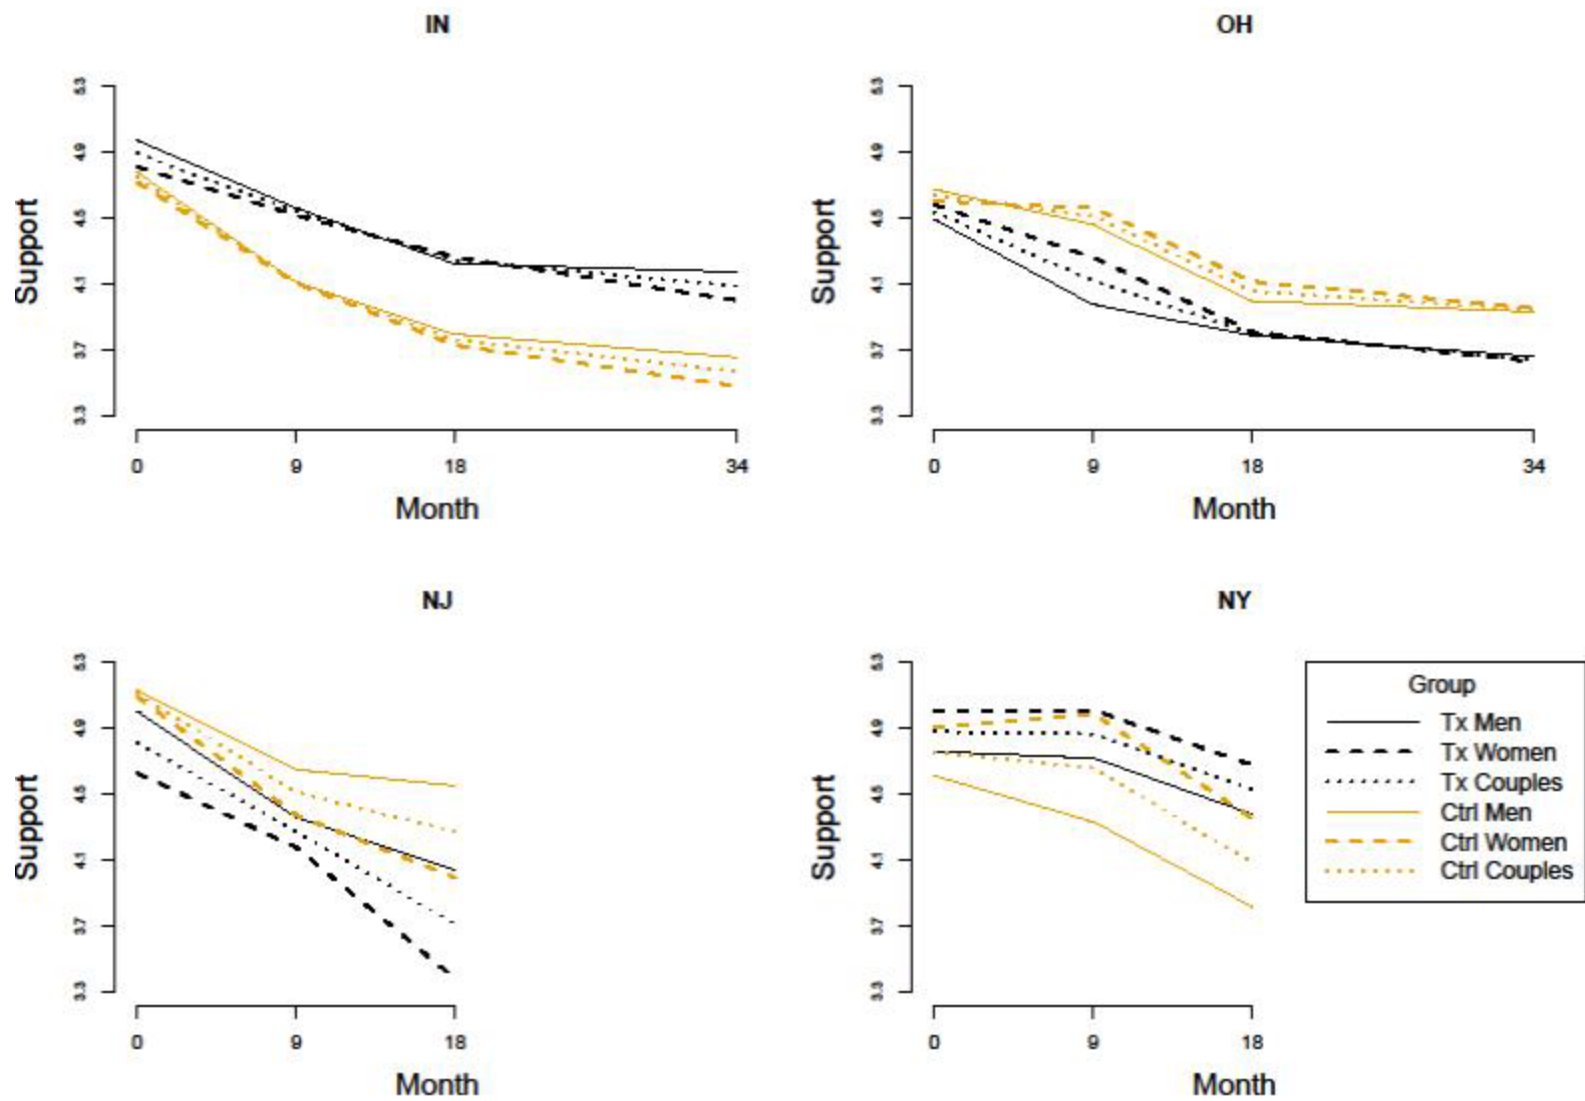 IN
5.3
4.9
4.5
4.1
3.7
3.3
Support
0 9 18 34
Month
OH
5.3
4.9
4.5
4.1
3.7
3.3
Support
0 9 18 34
Month
NJ
5.3
4.9
4.5
4.1
3.7
3.3
Support
0 9 18
Month
NY
5.3
4.9
4.5
4.1
3.7
3.3
Support
0 9 18
Month
Group
Tx Men
Tx Women
Tx Couples
Ctrl Men
Ctrl Women
Ctrl Couples